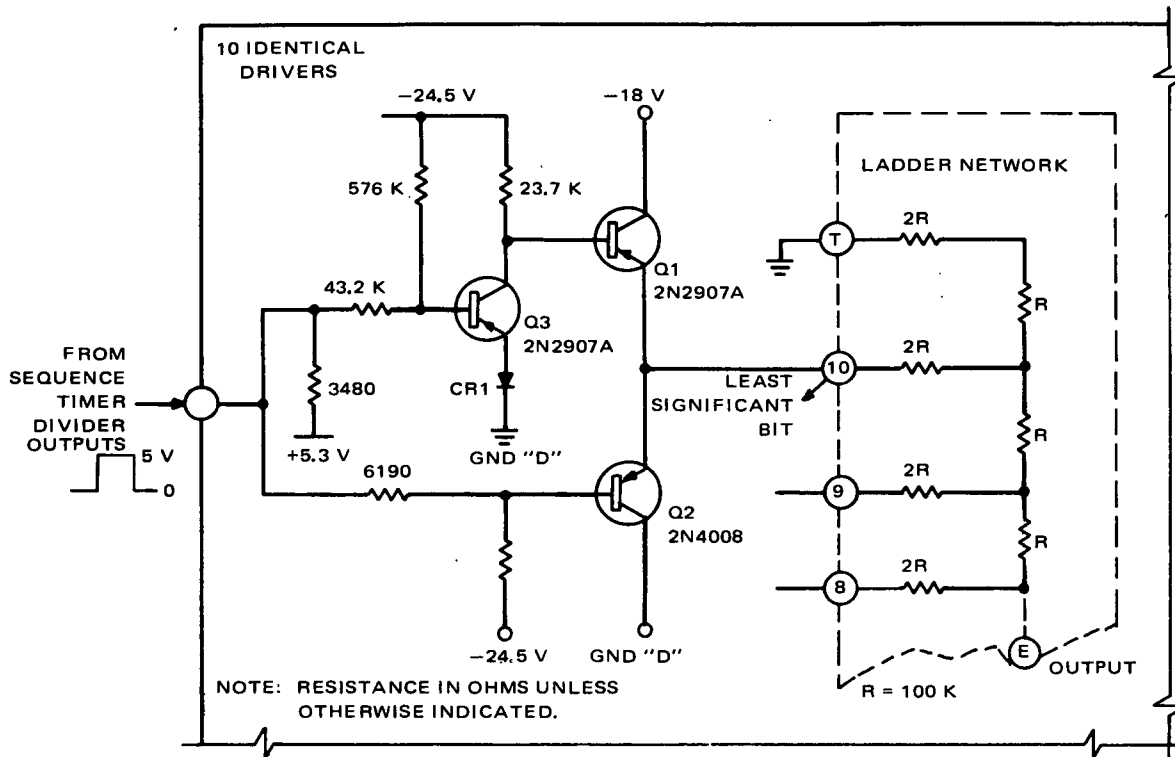 10 IDENTICAL
DRIVERS
−24.5 V
−18 V
576 K
23.7 K
LADDER NETWORK
T
2R
Q1
2N2907A
R
43.2 K
Q3
2N2907A
FROM
SEQUENCE
TIMER
DIVIDER
OUTPUTS
5 V
0
3480
+5.3 V
CR1
GND "D"
10
2R
LEAST
SIGNIFICANT
BIT
R
6190
Q2
2N4008
9
2R
R
8
2R
−24.5 V
GND "D"
E
OUTPUT
R = 100 K
NOTE: RESISTANCE IN OHMS UNLESS
OTHERWISE INDICATED.